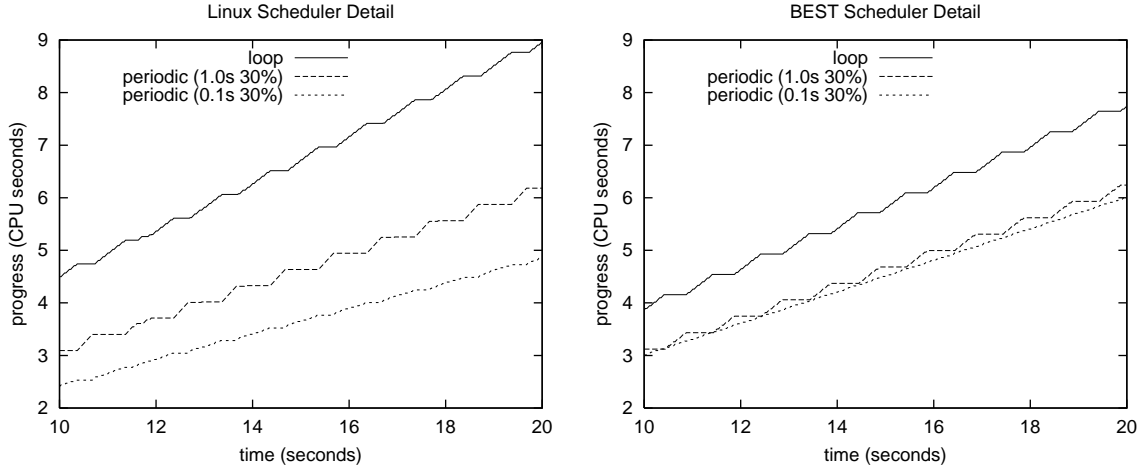 Linux Scheduler Detail
9
8
7
6
5
4
3
2
progress (CPU seconds)
loop
periodic (1.0s 30%)
periodic (0.1s 30%)
10 12 14 16 18 20
time (seconds)
BEST Scheduler Detail
9
8
7
6
5
4
3
2
progress (CPU seconds)
loop
periodic (1.0s 30%)
periodic (0.1s 30%)
10 12 14 16 18 20
time (seconds)